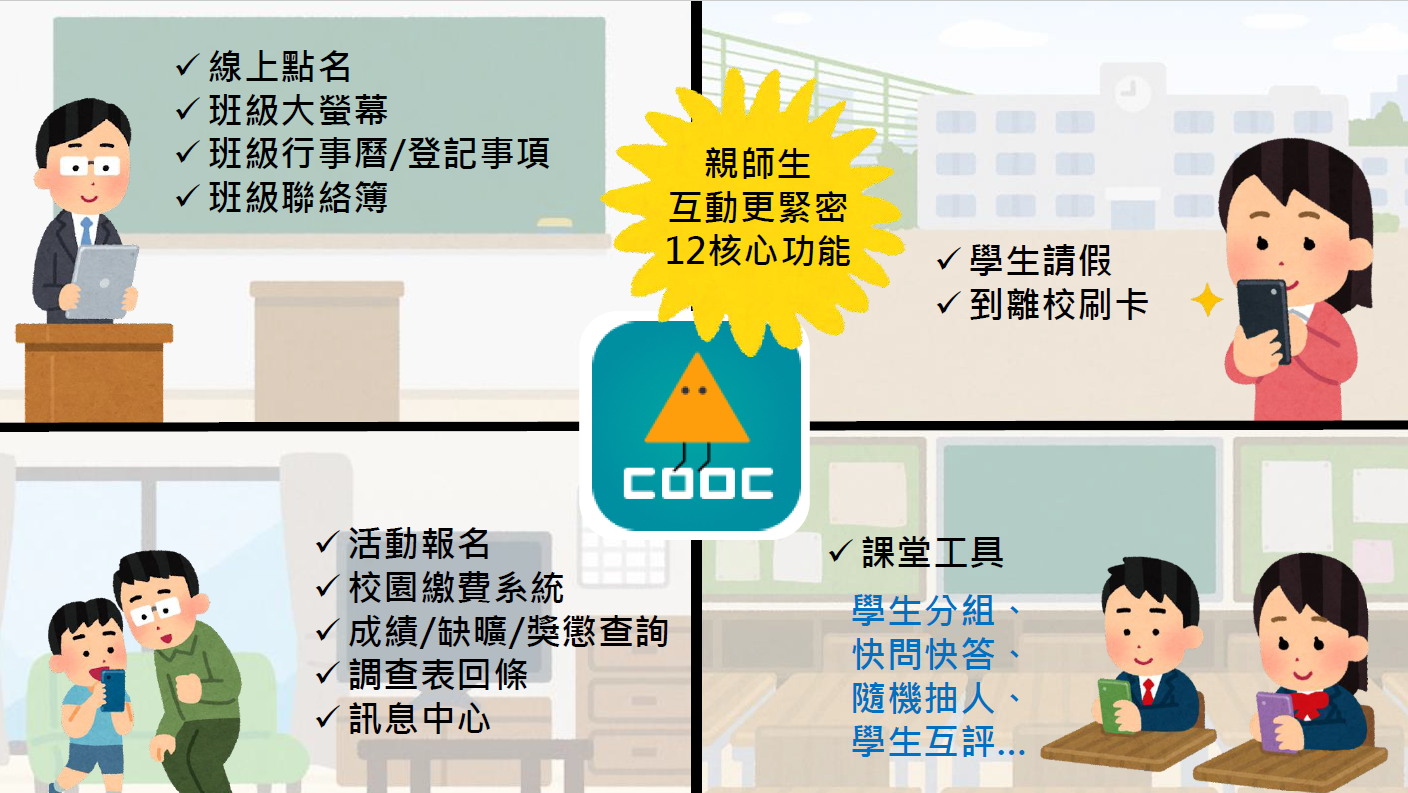 ✓線上點名
✓班級大螢幕
✓班級行事曆/登記事項
✓班級聯絡簿
親師生
互動更緊密
12核心功能
✓學生請假
✓到離校刷卡
COOC
✓活動報名
✓校園繳費系統
✓成績/缺曠/獎懲查詢
✓調查表回條
✓訊息中心
✓課堂工具
學生分組、
快問快答、
隨機抽人、
學生互評...